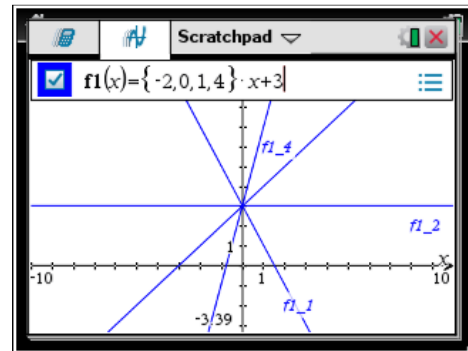 Scratchpad
f1(x)={-2,0,1,4}·x+3
f1_4
f1_2
1
x
-10
1
10
f1_1
-3.39